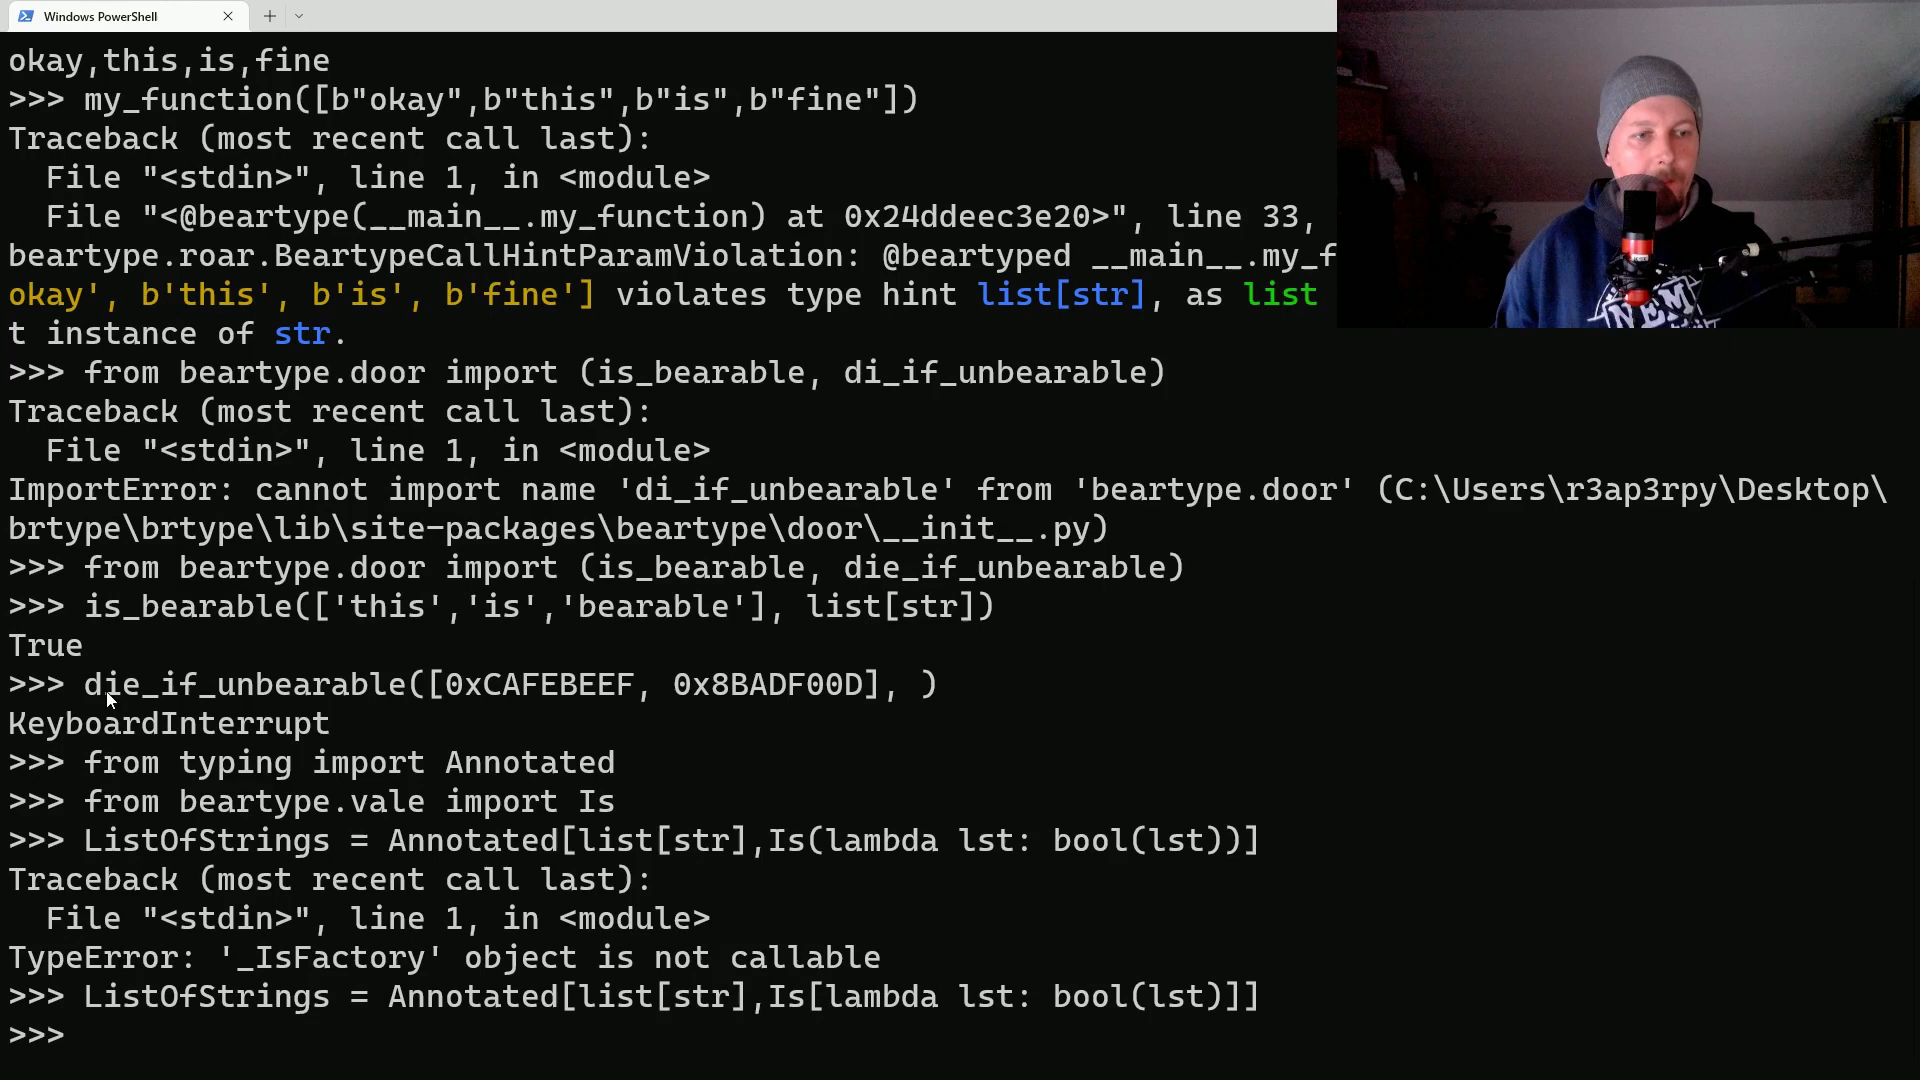 Windows PowerShell
okay,this,is,fine
>>> my_function([b"okay",b"this",b"is",b"fine"])
Traceback (most recent call last):
  File "<stdin>", line 1, in <module>
  File "<@beartype(__main__.my_function) at 0x24ddeec3e20>", line 33,
beartype.roar.BeartypeCallHintParamViolation: @beartyped __main__.my_f
okay', b'this', b'is', b'fine'] violates type hint list[str], as list
t instance of str.
>>> from beartype.door import (is_bearable, di_if_unbearable)
Traceback (most recent call last):
  File "<stdin>", line 1, in <module>
ImportError: cannot import name 'di_if_unbearable' from 'beartype.door' (C:\Users\r3ap3rpy\Desktop\
brtype\brtype\lib\site-packages\beartype\door\__init__.py)
>>> from beartype.door import (is_bearable, die_if_unbearable)
>>> is_bearable(['this','is','bearable'], list[str])
True
>>> die_if_unbearable([0xCAFEBEEF, 0x8BADF00D], )
KeyboardInterrupt
>>> from typing import Annotated
>>> from beartype.vale import Is
>>> ListOfStrings = Annotated[list[str],Is(lambda lst: bool(lst))]
Traceback (most recent call last):
  File "<stdin>", line 1, in <module>
TypeError: '_IsFactory' object is not callable
>>> ListOfStrings = Annotated[list[str],Is[lambda lst: bool(lst)]]
>>>